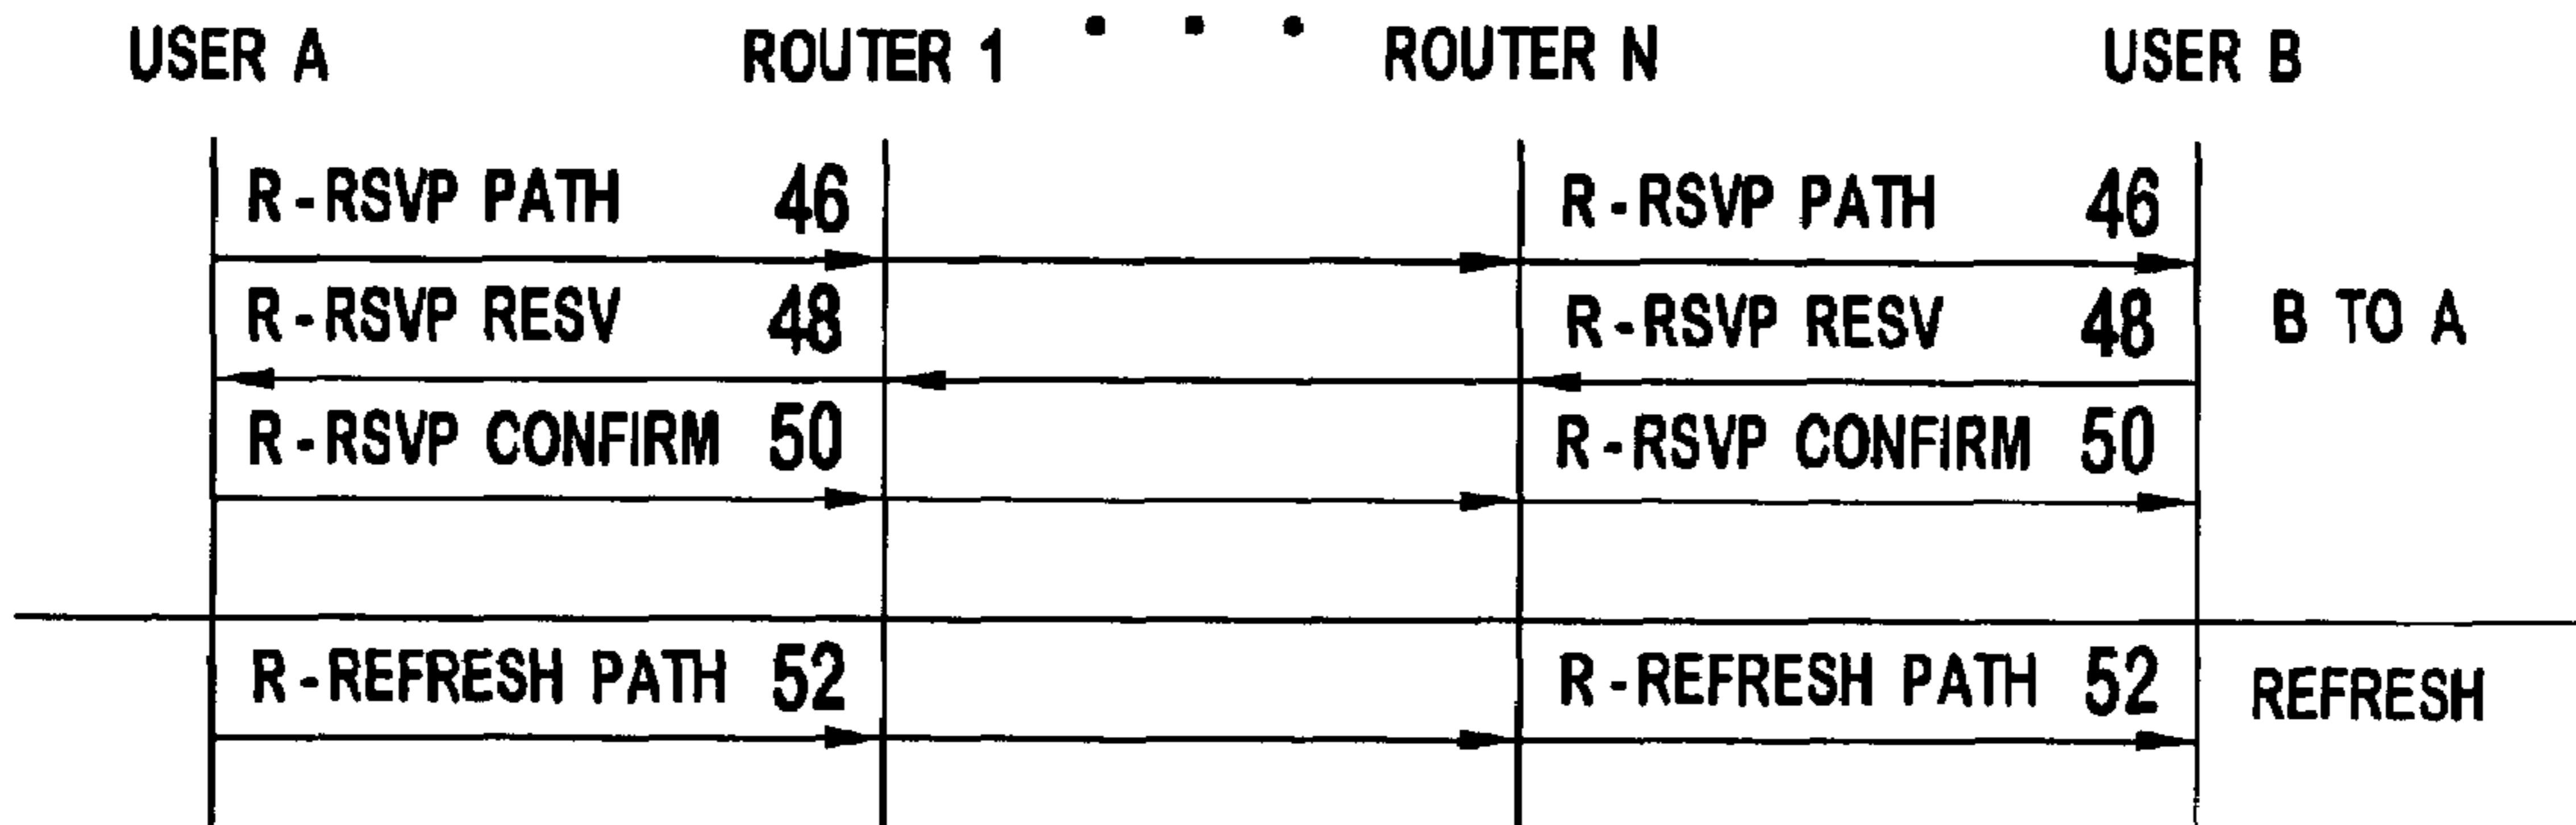 USER A ROUTER 1 • • • ROUTER N USER B
R-RSVP PATH 46 R-RSVP PATH 46
R-RSVP RESV 48 R-RSVP RESV 48 B TO A
R-RSVP CONFIRM 50 R-RSVP CONFIRM 50
R-REFRESH PATH 52 R-REFRESH PATH 52 REFRESH